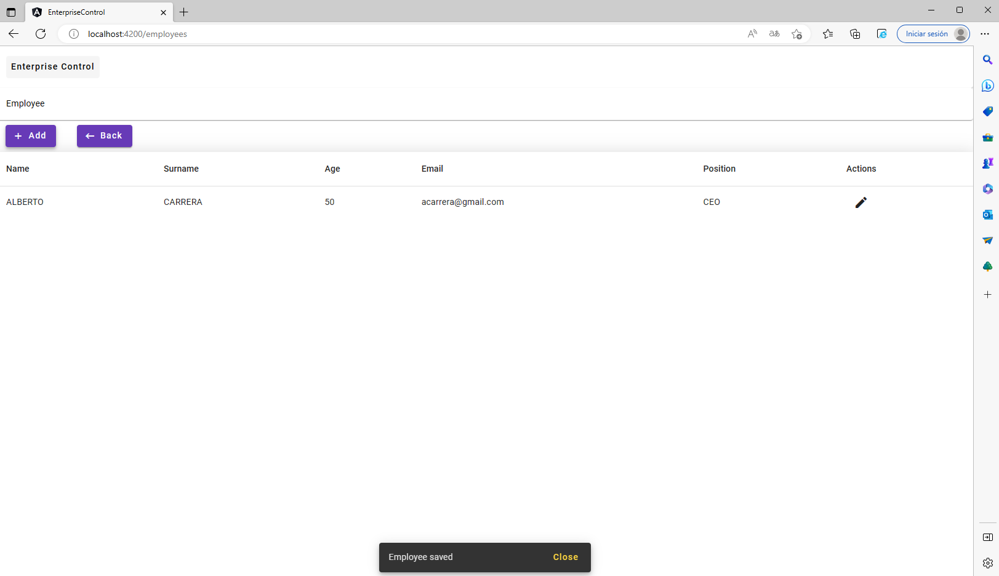 EnterpriseControl
localhost:4200/employees
Iniciar sesión
Enterprise Control
Employee
Add Back
Name Surname Age Email Position Actions
ALBERTO CARRERA 50 acarrera@gmail.com CEO
Employee saved Close